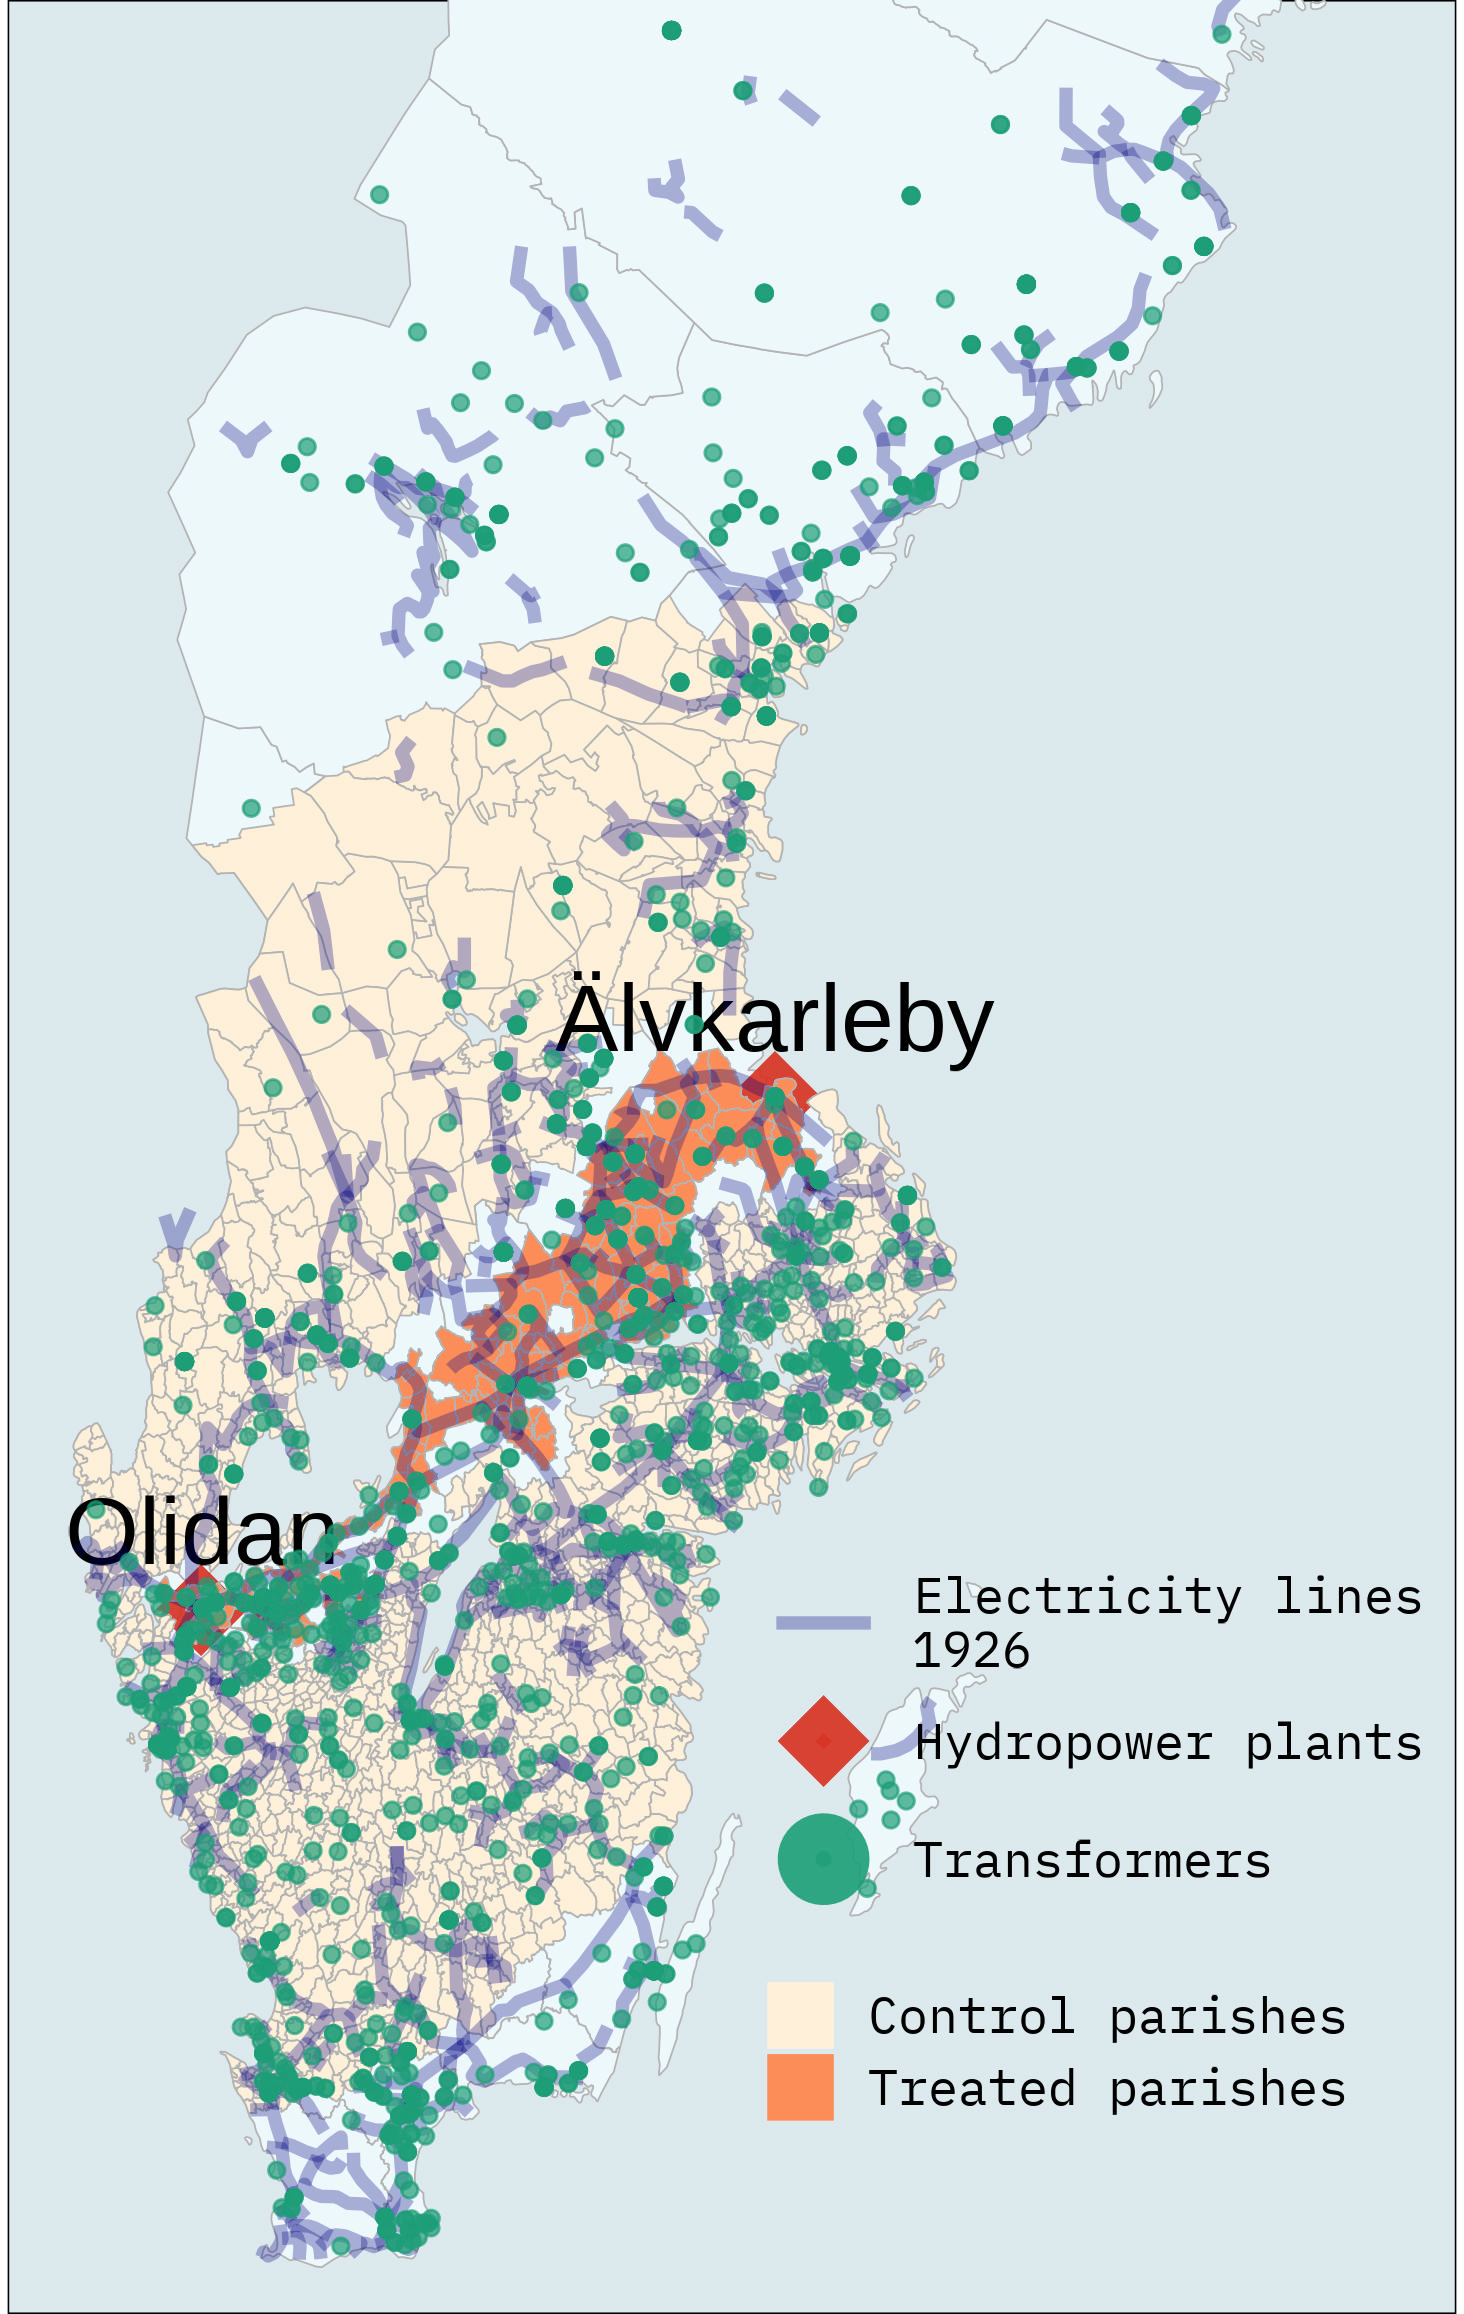 Älvkarleby
Olidan
Electricity lines
1926
Hydropower plants
Transformers
Control parishes
Treated parishes